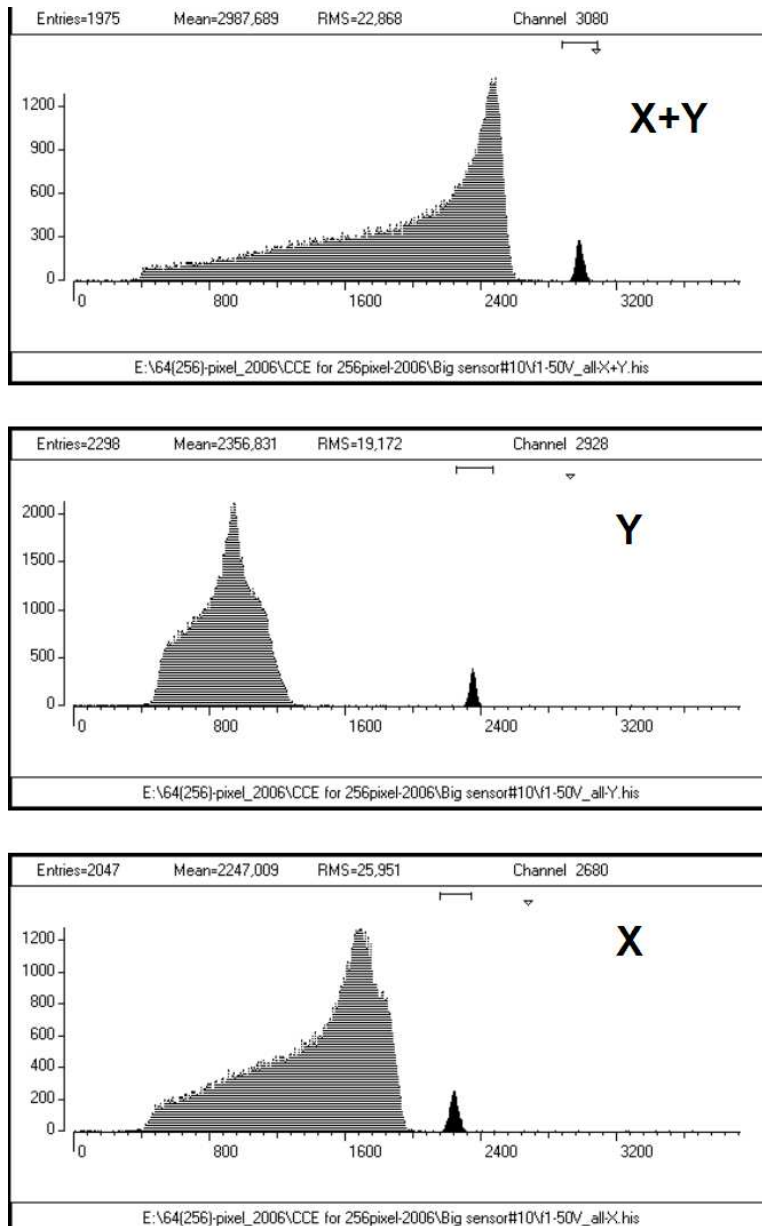 Entries=1975 Mean=2987,689 RMS=22,868 Channel 3080
X+Y
1200
900
600
300
0
0 800 1600 2400 3200
E:\64(256)-pixel_2006\CCE for 256pixel-2006\Big sensor#10\f1-50V_all-X+Y.his
Entries=2298 Mean=2356,831 RMS=19,172 Channel 2928
Y
2000
1500
1000
500
0
0 800 1600 2400 3200
E:\64(256)-pixel_2006\CCE for 256pixel-2006\Big sensor#10\f1-50V_all-Y.his
Entries=2047 Mean=2247,009 RMS=25,951 Channel 2680
X
1200
1000
800
600
400
200
0
0 800 1600 2400 3200
E:\64(256)-pixel_2006\CCE for 256pixel-2006\Big sensor#10\f1-50V_all-X.his